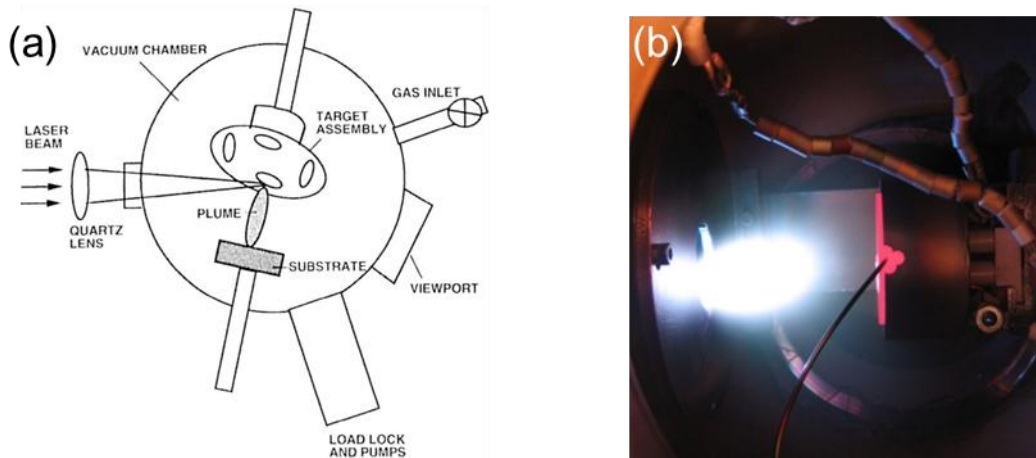 (a)
VACUUM CHAMBER
GAS INLET
TARGET
ASSEMBLY
LASER
BEAM
PLUME
QUARTZ
LENS
SUBSTRATE
VIEWPORT
LOAD LOCK
AND PUMPS
(b)